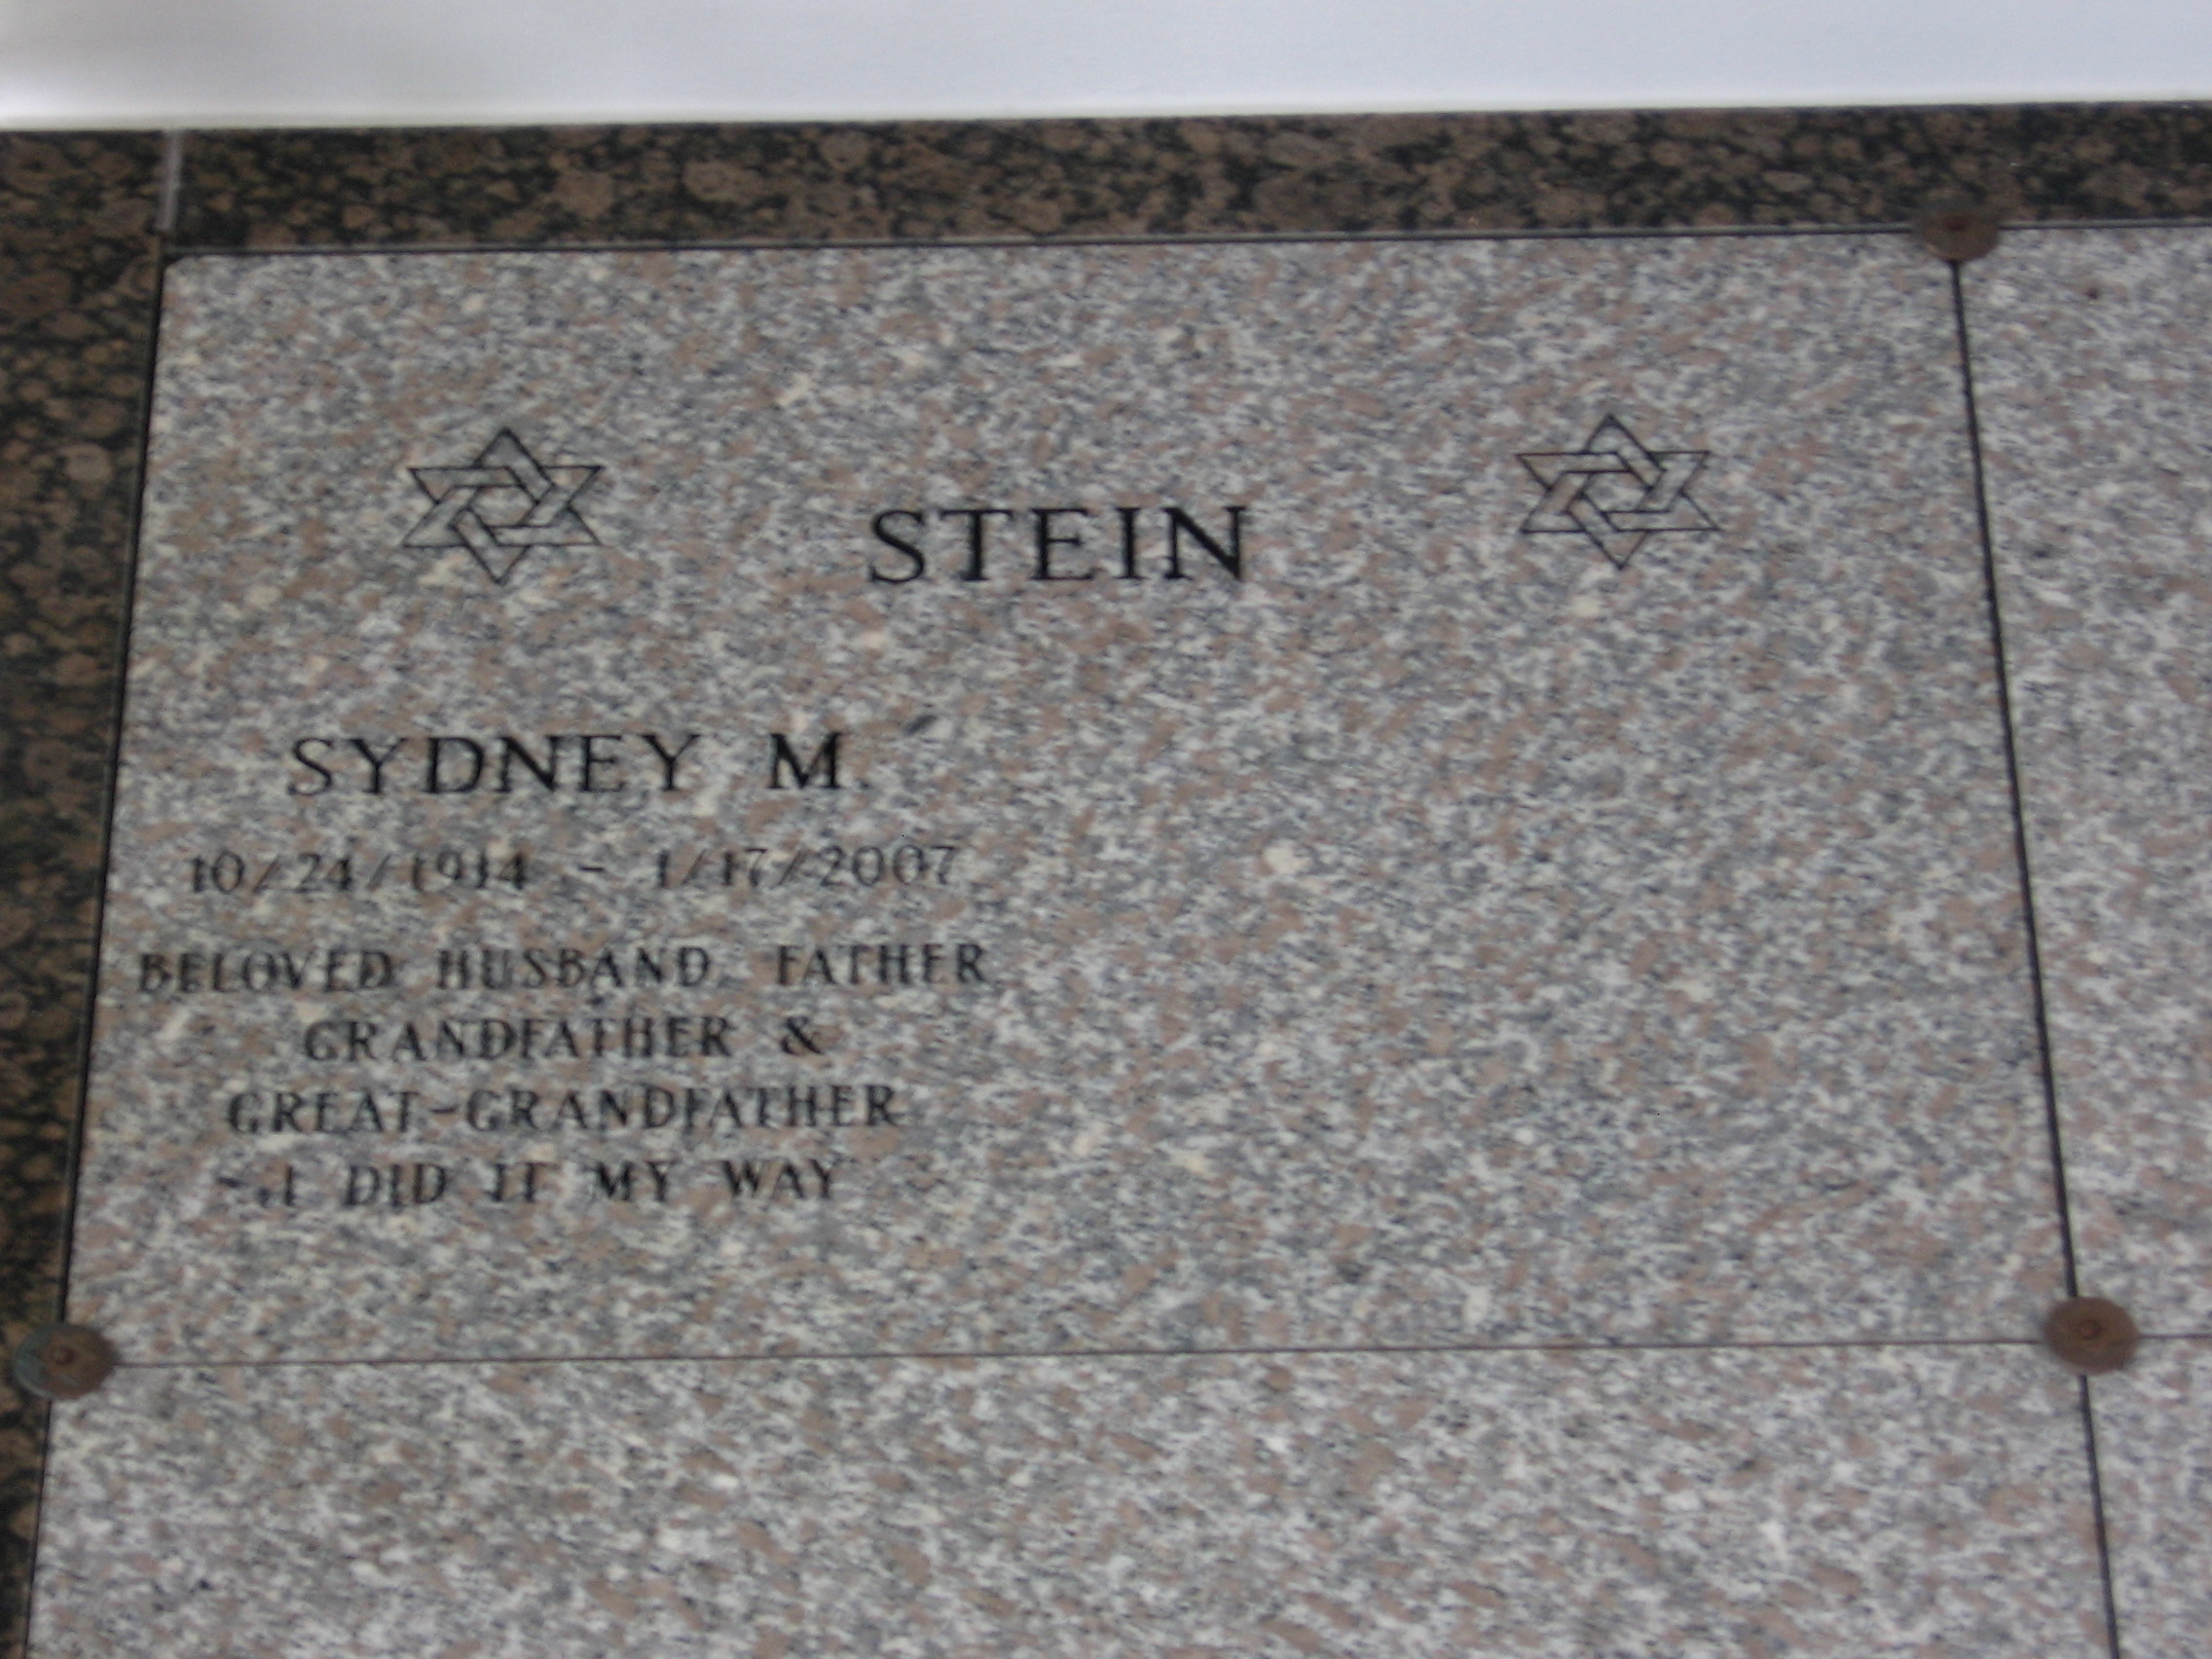 STEIN
SYDNEY M.
10/24/1914 - 1/17/2007
BELOVED HUSBAND, FATHER
GRANDFATHER &
GREAT-GRANDFATHER
I DID IT MY WAY